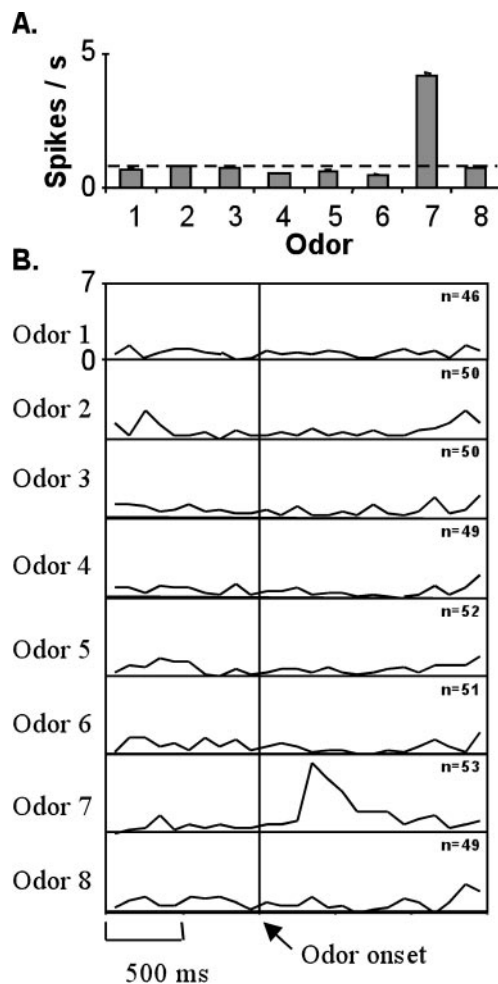 A.
Spikes / s
5
0
1 2 3 4 5 6 7 8
Odor
B.
7
0
Odor 1
n=46
Odor 2
n=50
Odor 3
n=50
Odor 4
n=49
Odor 5
n=52
Odor 6
n=51
Odor 7
n=53
Odor 8
n=49
500 ms
Odor onset